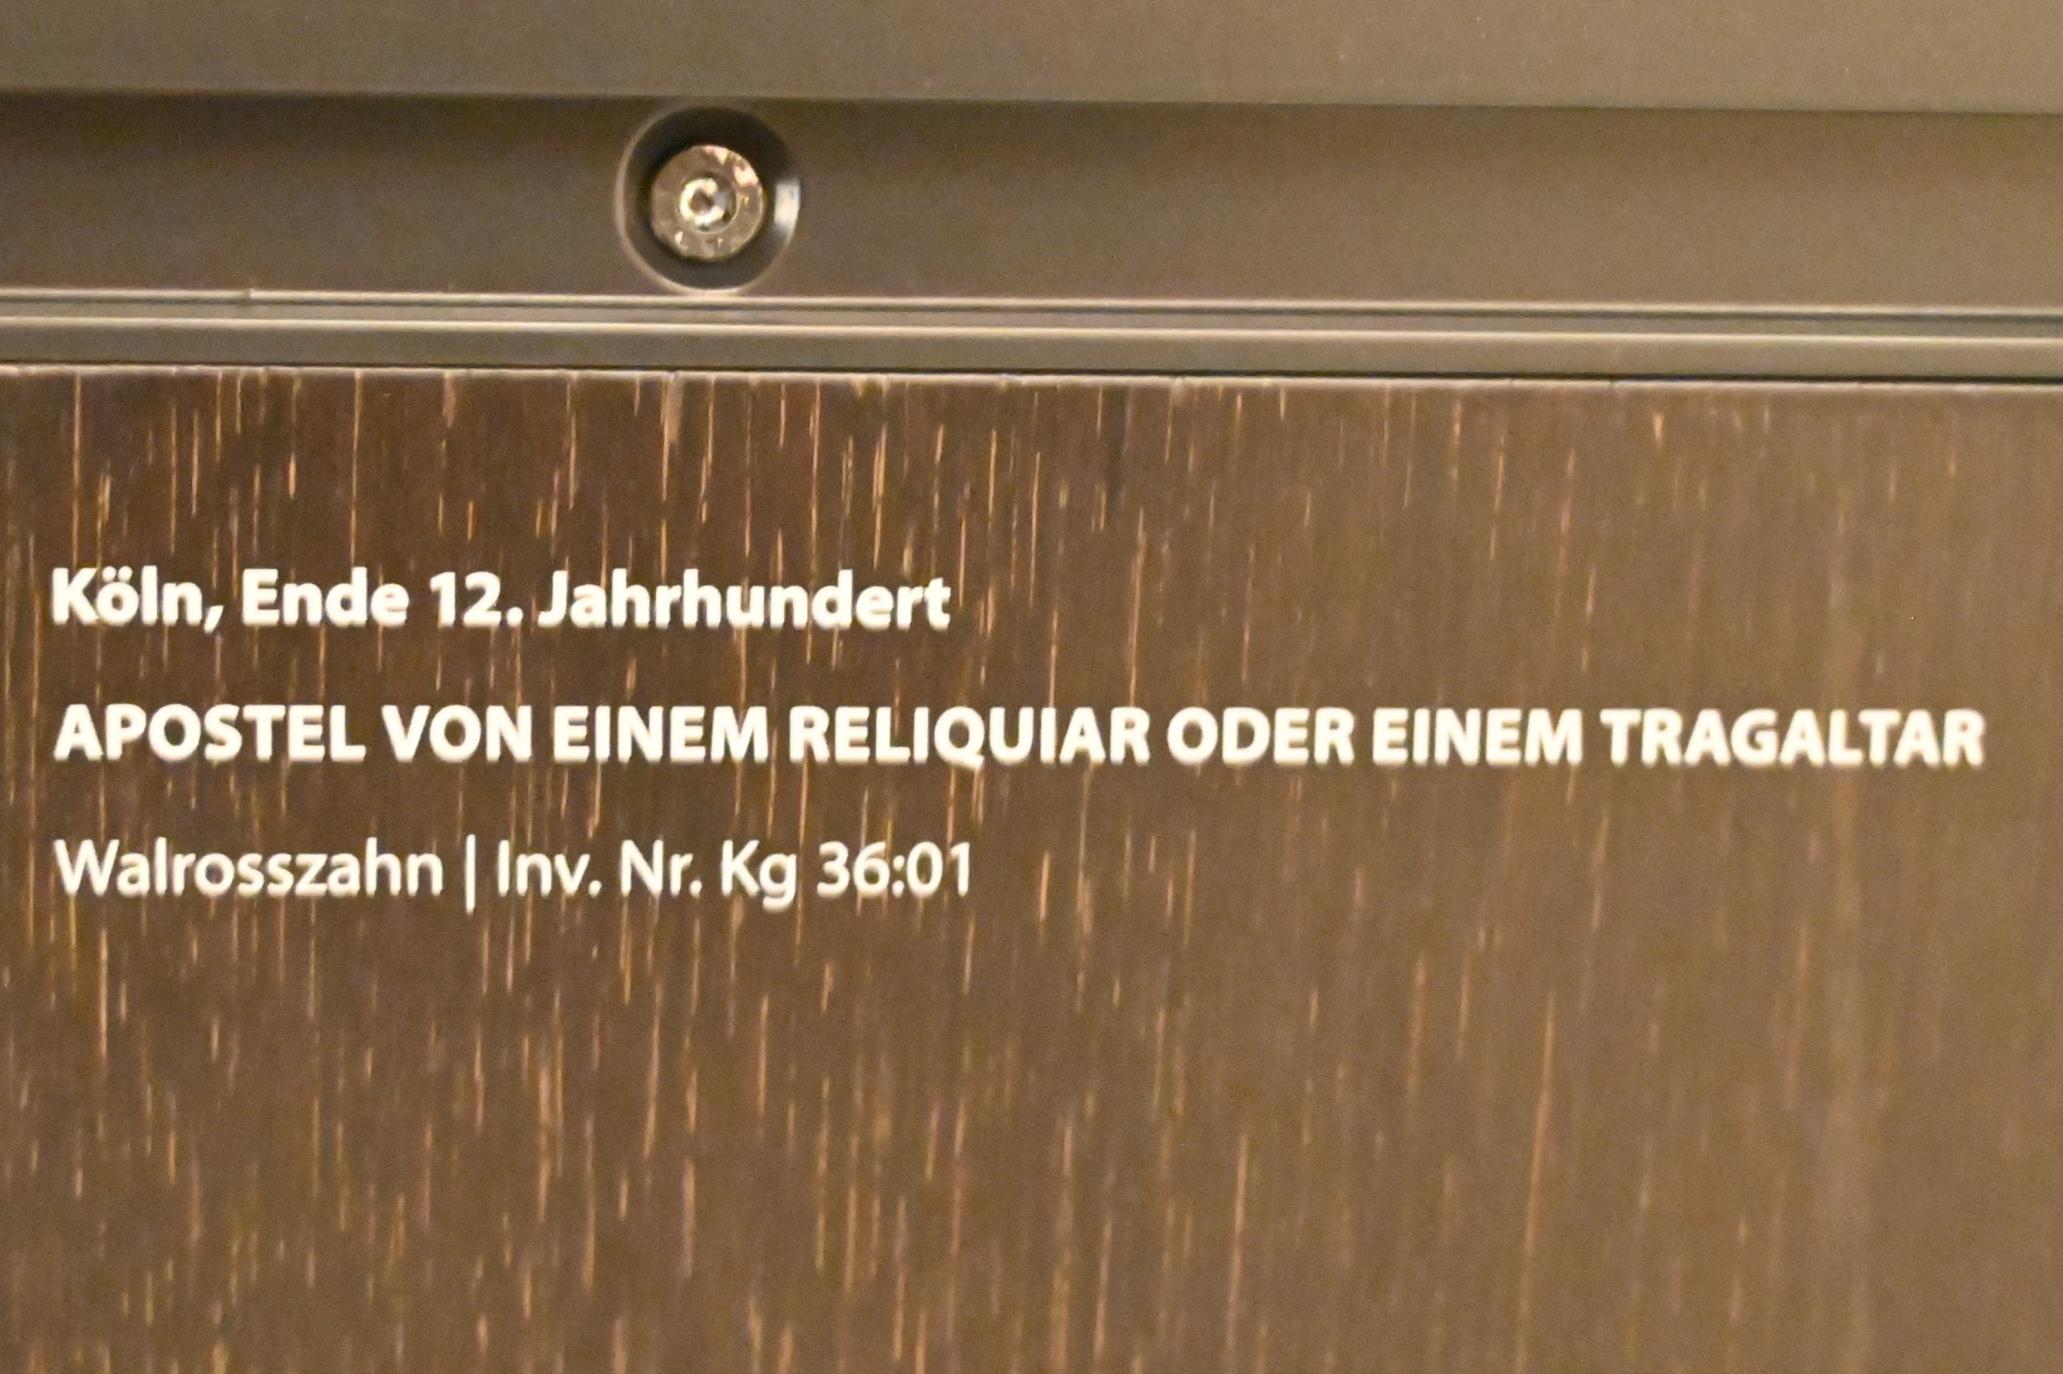 Köln, Ende 12. Jahrhundert
APOSTEL VON EINEM RELIQUIAR ODER EINEM TRAGALTAR
Walrosszahn | Inv. Nr. Kg 36:01